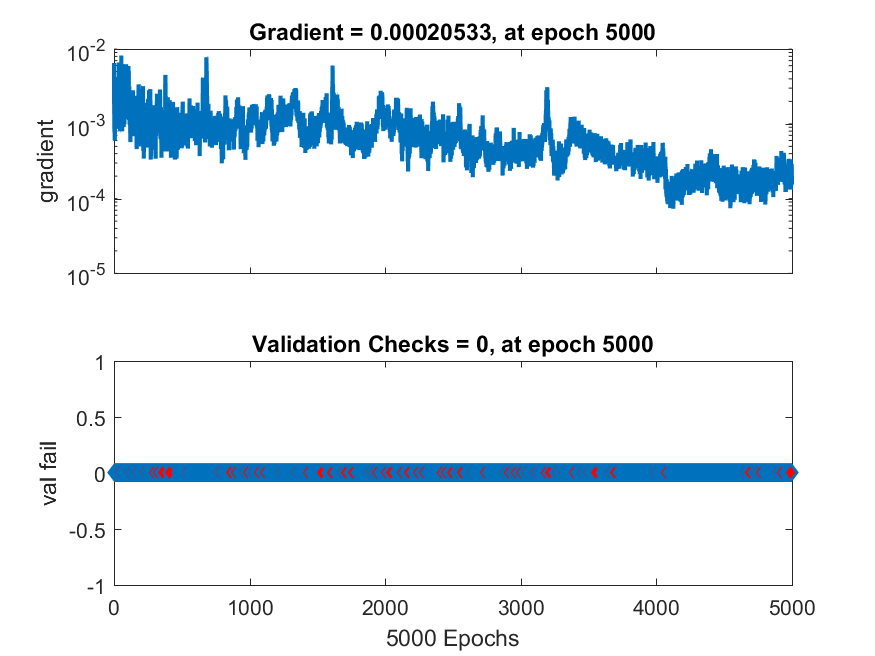 Gradient = 0.00020533, at epoch 5000
10-2
10-3
10-4
10-5
gradient
Validation Checks = 0, at epoch 5000
1
0.5
0
-0.5
-1
val fail
0 1000 2000 3000 4000 5000
5000 Epochs